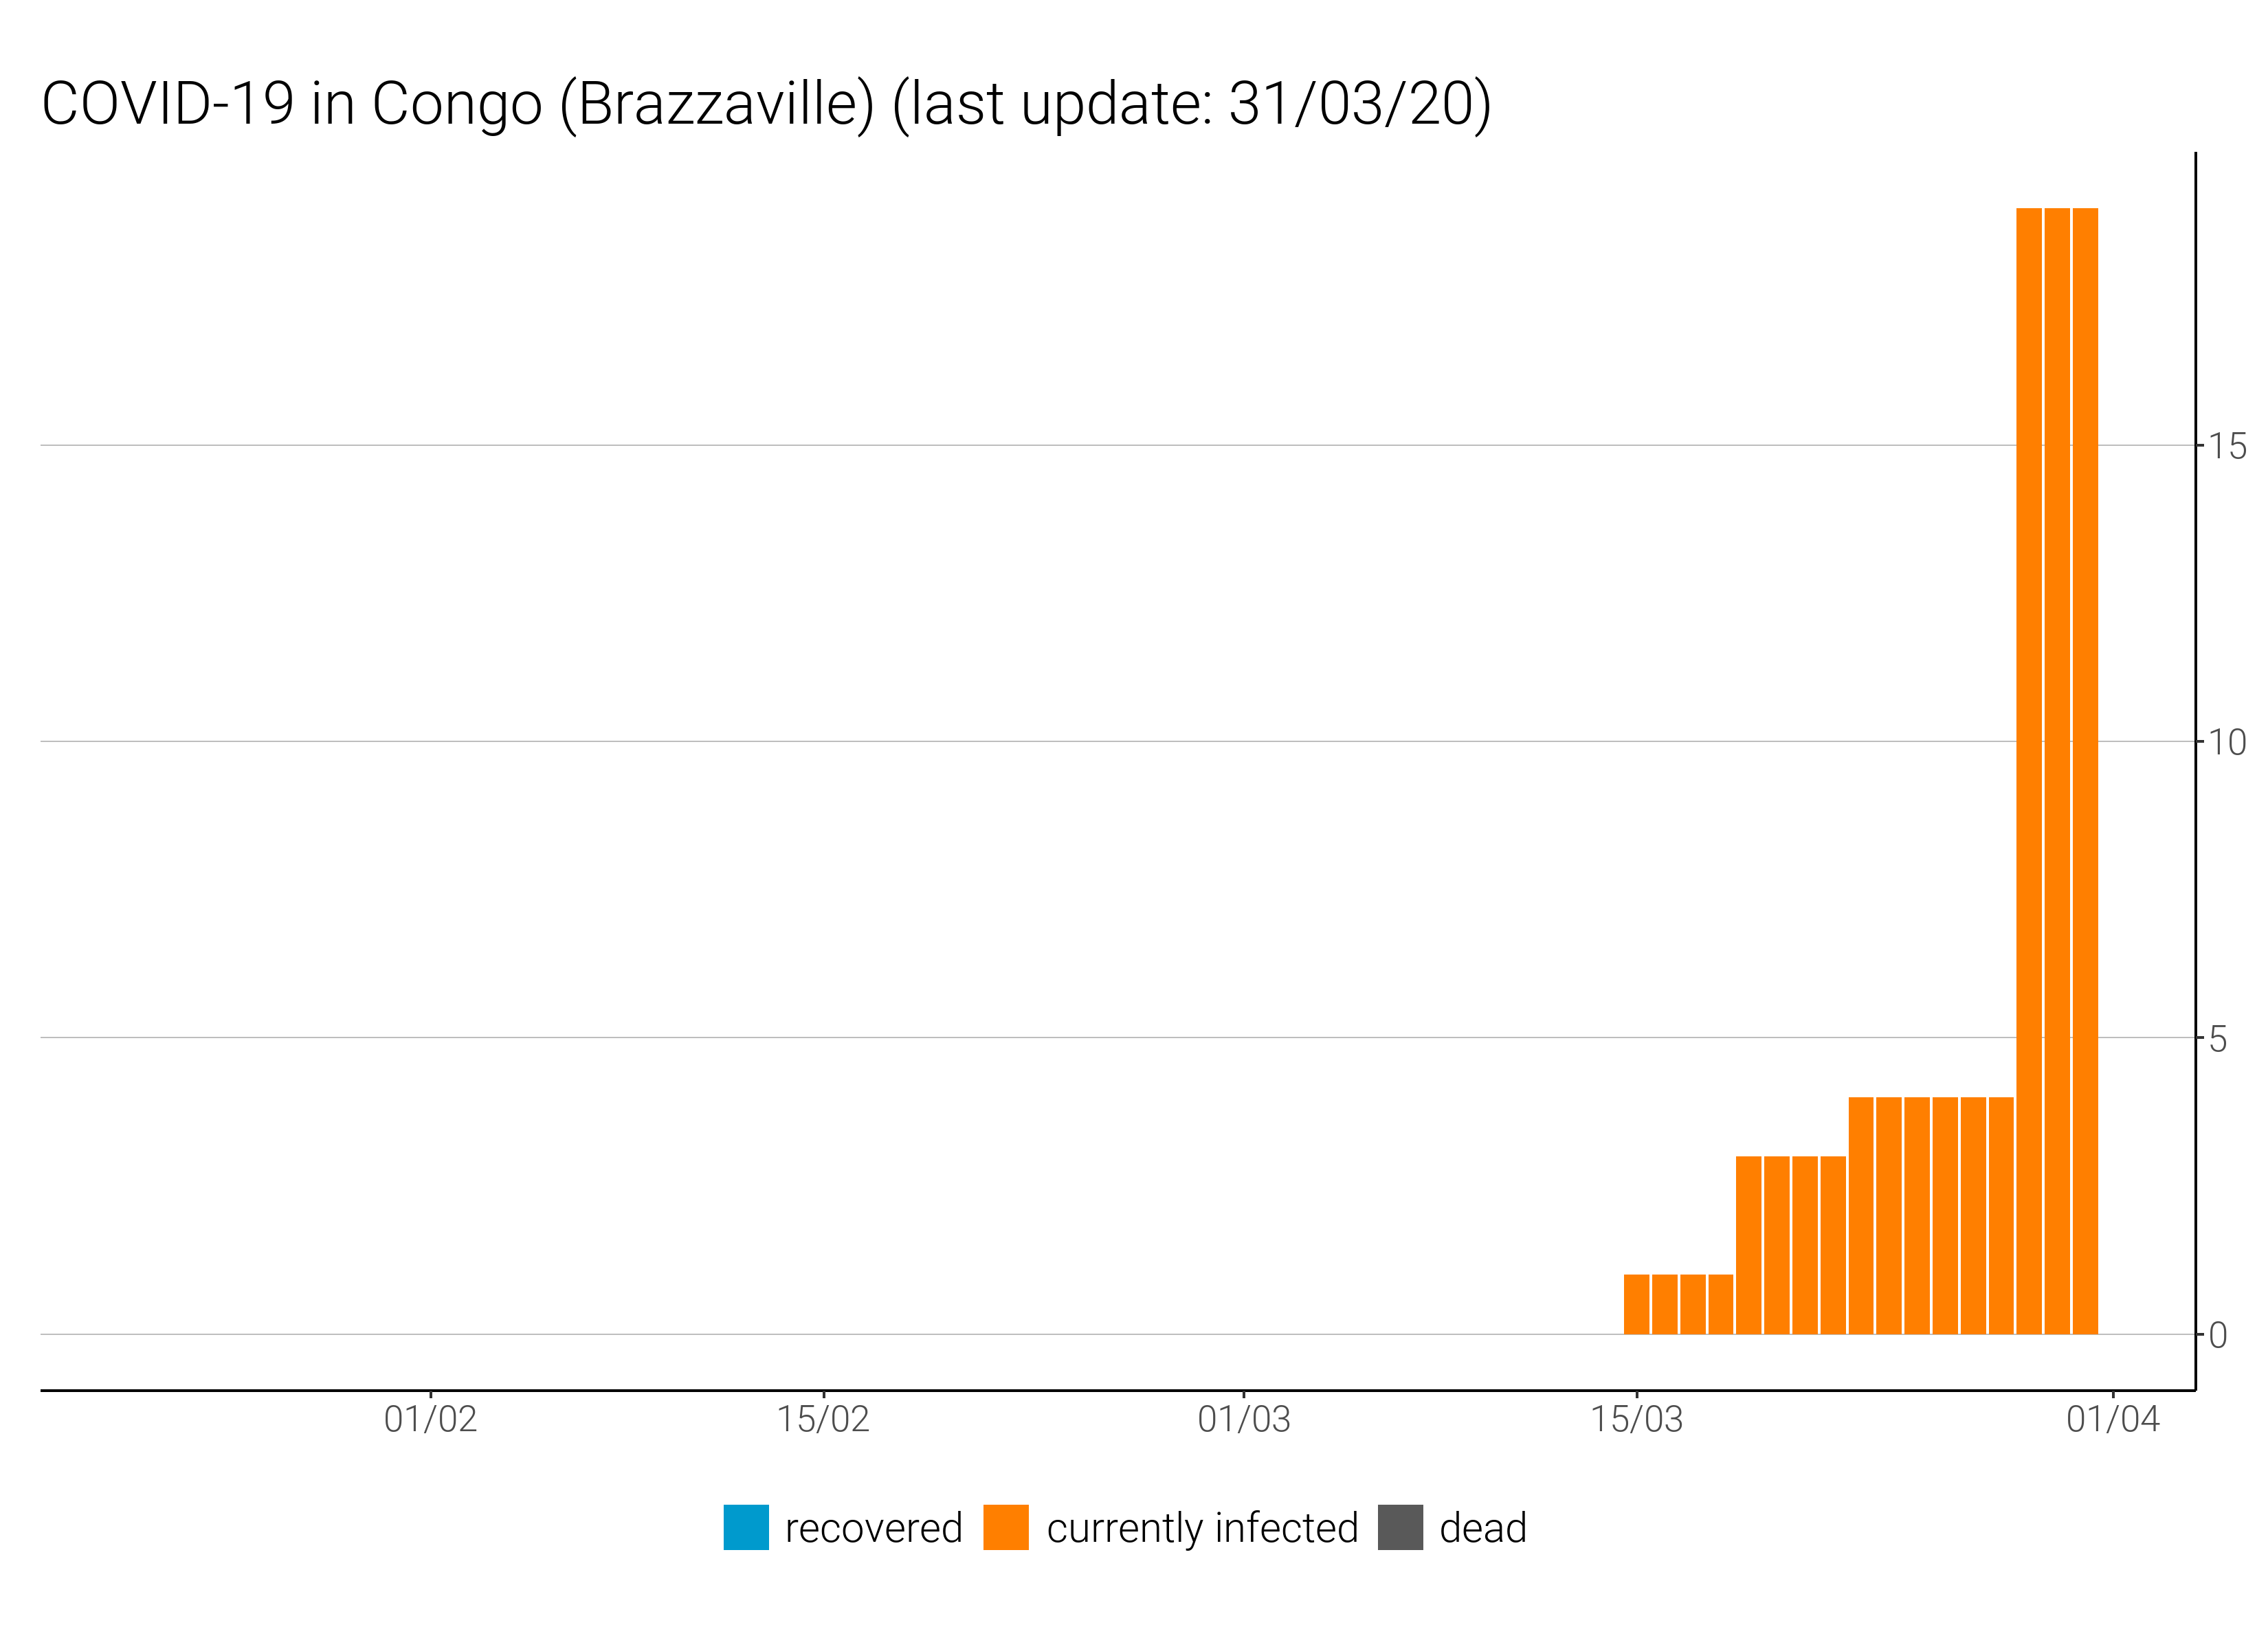 COVID-19 in Congo (Brazzaville) (last update: 31/03/20)
15
10
5
0
01/02 15/02 01/03 15/03 01/04
recovered currently infected dead